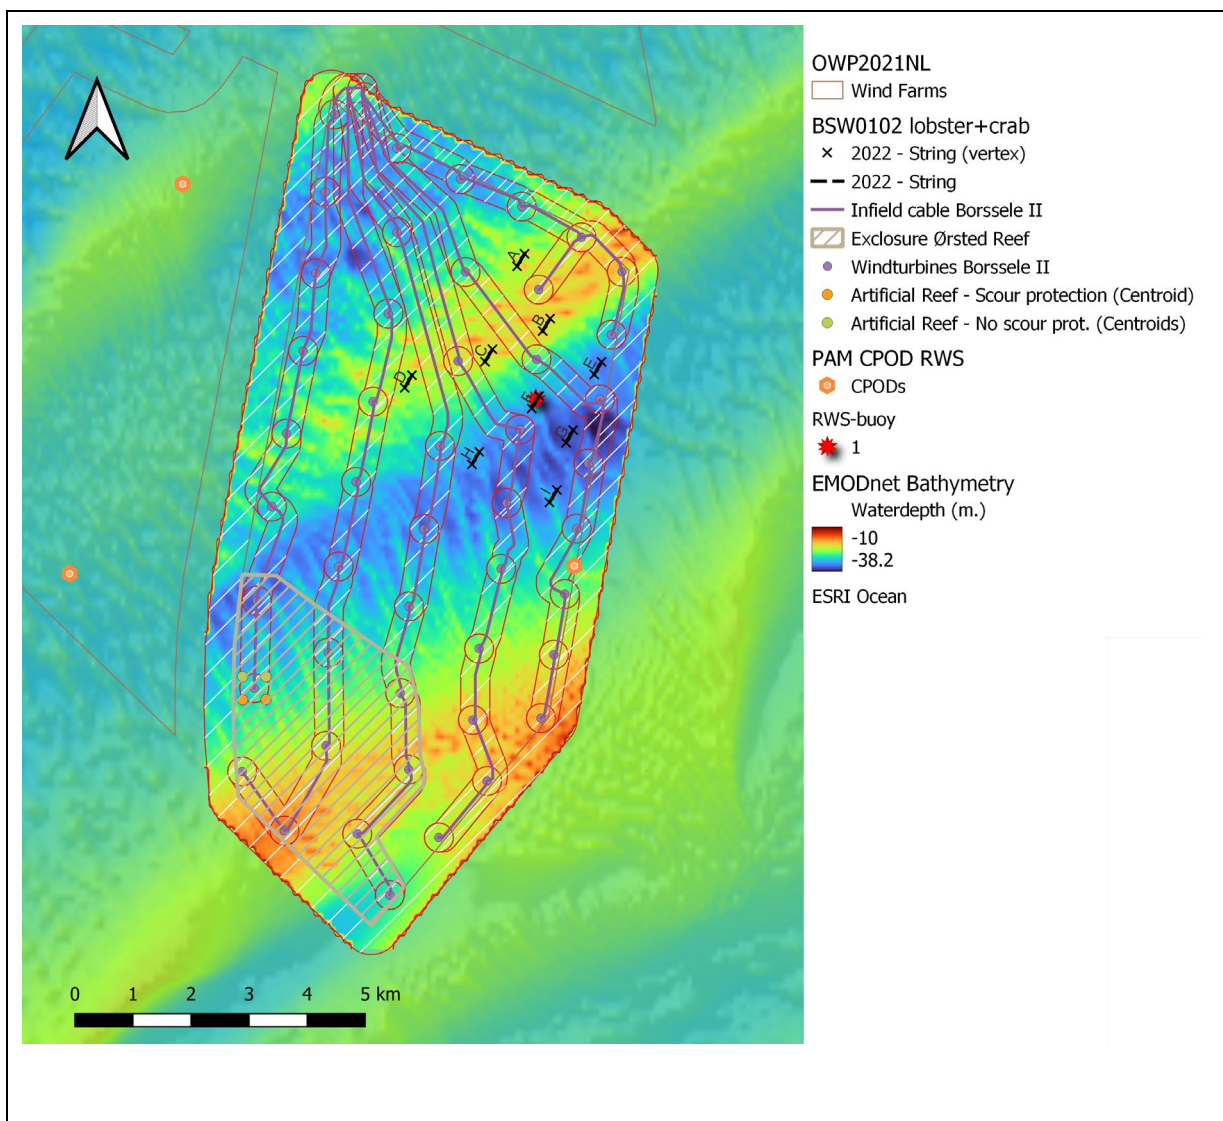 OWP2021NL
Wind Farms
BSW0102 lobster+crab
2022 - String (vertex)
2022 - String
Infield cable Borssele II
Exclosure Ørsted Reef
Windturbines Borssele II
Artificial Reef - Scour protection (Centroid)
Artificial Reef - No scour prot. (Centroids)
PAM CPOD RWS
CPODs
RWS-buoy
1
EMODnet Bathymetry
Waterdepth (m.)
-10
-38.2
ESRI Ocean
A
B
C
D
E
F
G
H
I
0 1 2 3 4 5 km